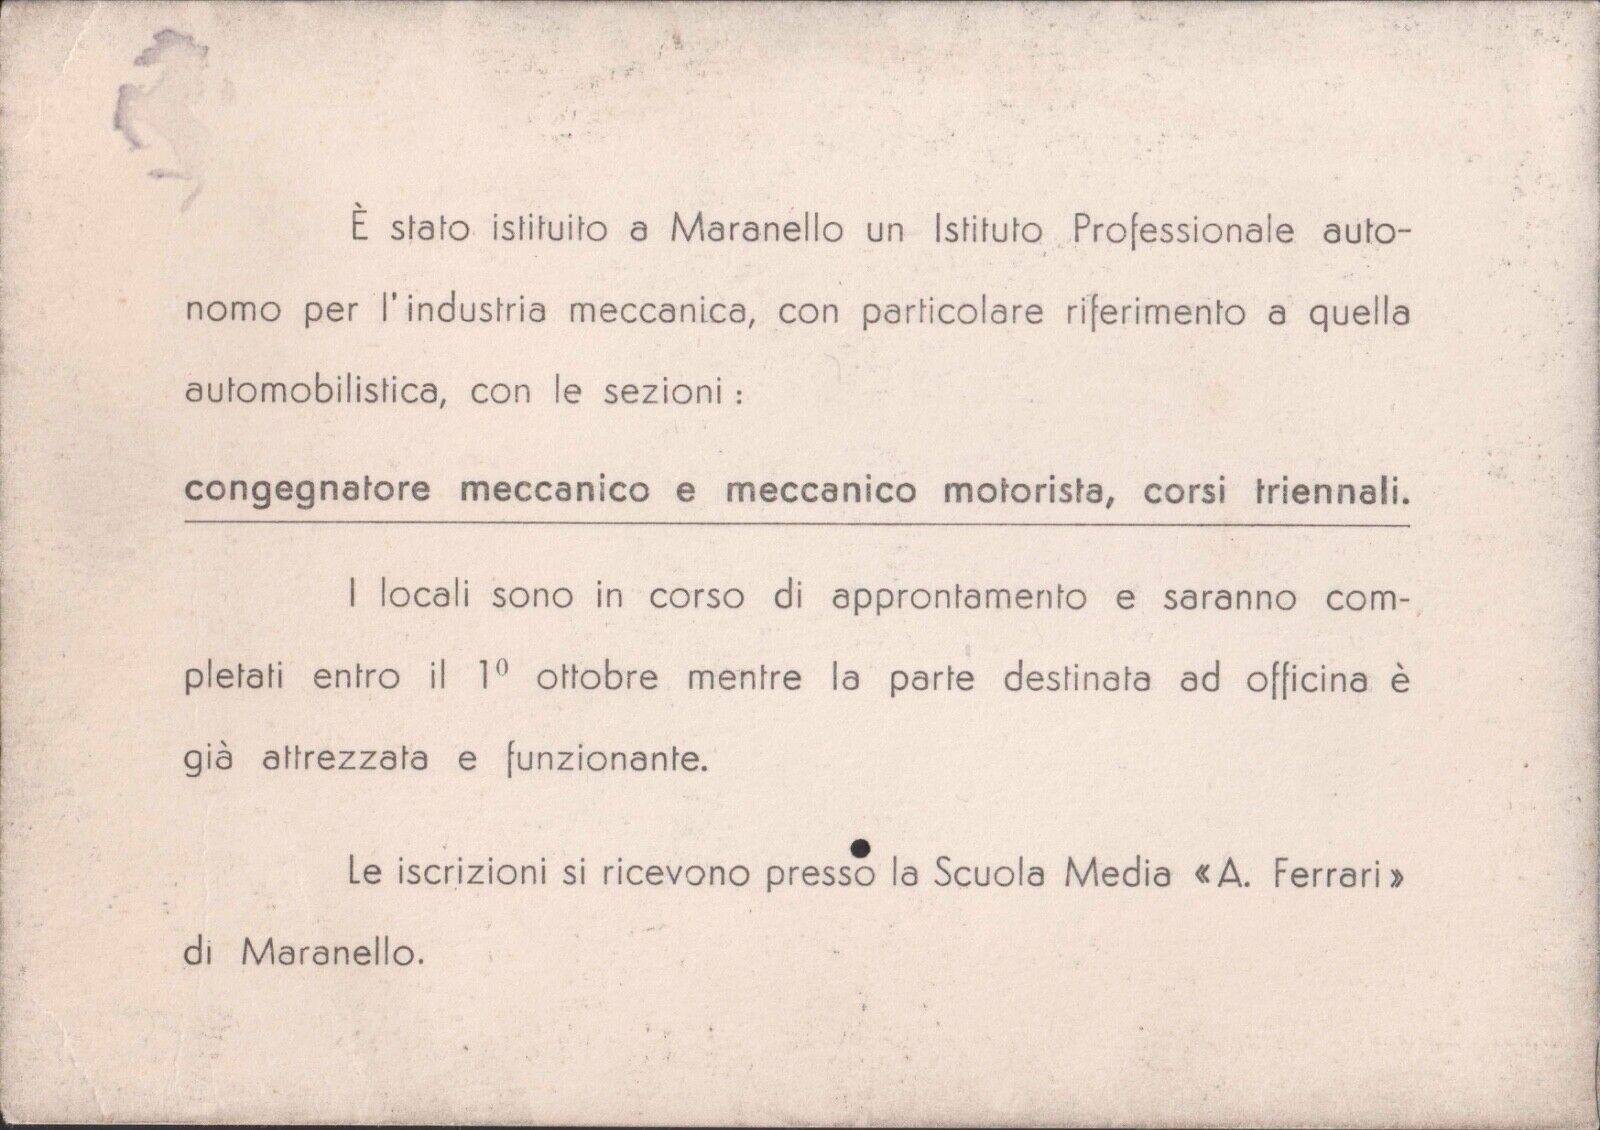 È stato istituito a Maranello un Istituto Professionale auto-
nomo per l'industria meccanica, con particolare riferimento a quella
automobilistica, con le sezioni :
congegnatore meccanico e meccanico motorista, corsi triennali.
I locali sono in corso di approntamento e saranno com-
pletati entro il 1º ottobre mentre la parte destinata ad officina è
già attrezzata e funzionante.
Le iscrizioni si ricevono presso la Scuola Media «A. Ferrari»
di Maranello.